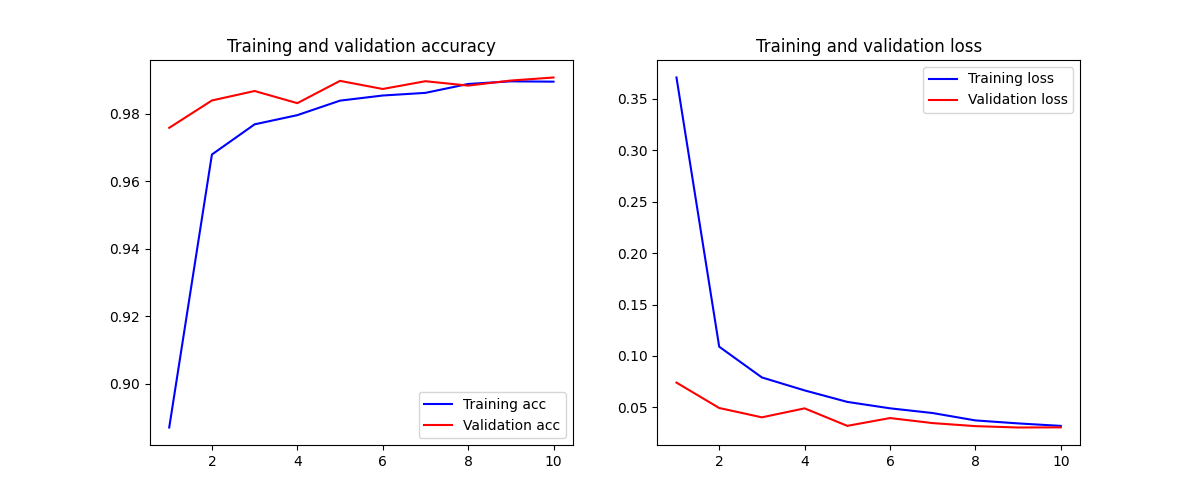 Training and validation accuracy
0.98
0.96
0.94
0.92
0.90
Training acc
Validation acc
2 4 6 8 10
Training and validation loss
Training loss
Validation loss
0.35
0.30
0.25
0.20
0.15
0.10
0.05
2 4 6 8 10